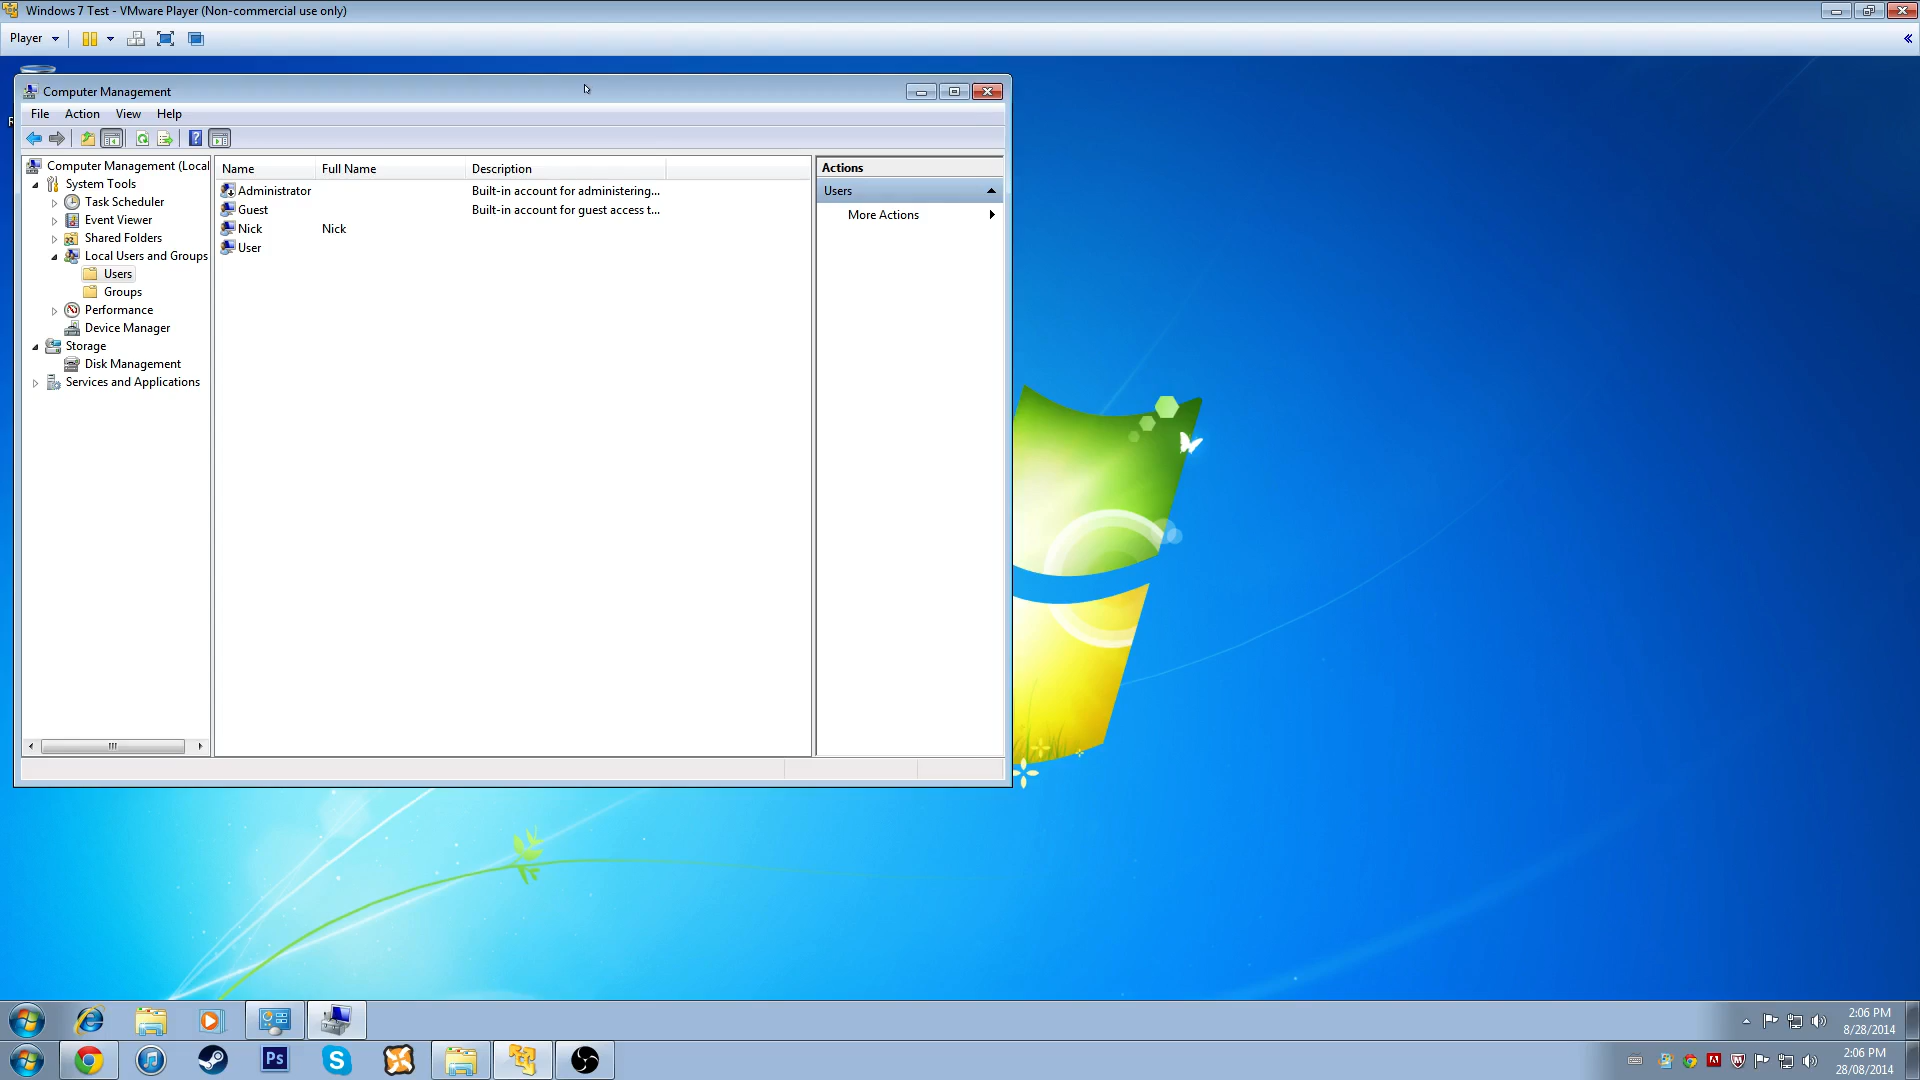 Windows 7 Test - VMware Player (Non-commercial use only)
Player
Computer Management
File Action View Help
Computer Management (Local
System Tools
Task Scheduler
Event Viewer
Shared Folders
Local Users and Groups
Users
Groups
Performance
Device Manager
Storage
Disk Management
Services and Applications
Name Full Name Description
Administrator Built-in account for administering...
Guest Built-in account for guest access t...
Nick Nick
User
Actions
Users
More Actions
2:06 PM
8/28/2014
Ps
2:06 PM
28/08/2014